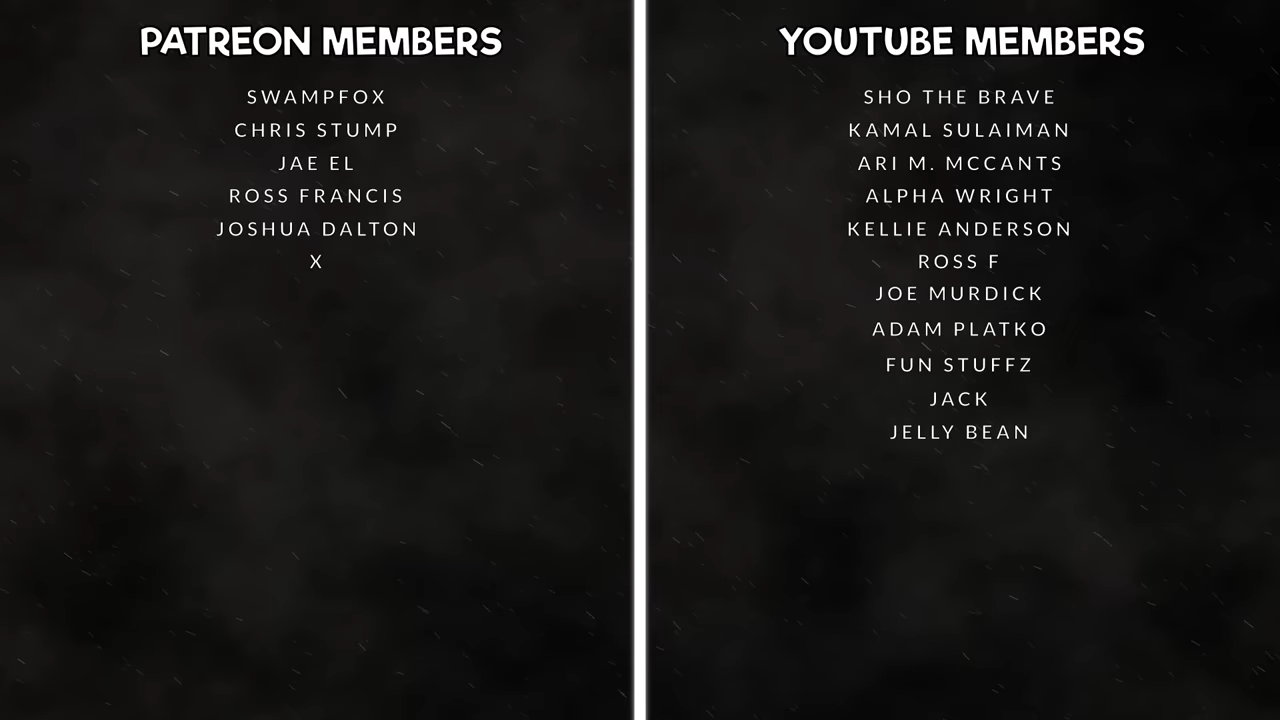 PATREON MEMBERS
SWAMPFOX
CHRIS STUMP
JAE EL
ROSS FRANCIS
JOSHUA DALTON
X
YOUTUBE MEMBERS
SHO THE BRAVE
KAMAL SULAIMAN
ARI M. MCCANTS
ALPHA WRIGHT
KELLIE ANDERSON
ROSS F
JOE MURDICK
ADAM PLATKO
FUN STUFFZ
JACK
JELLY BEAN